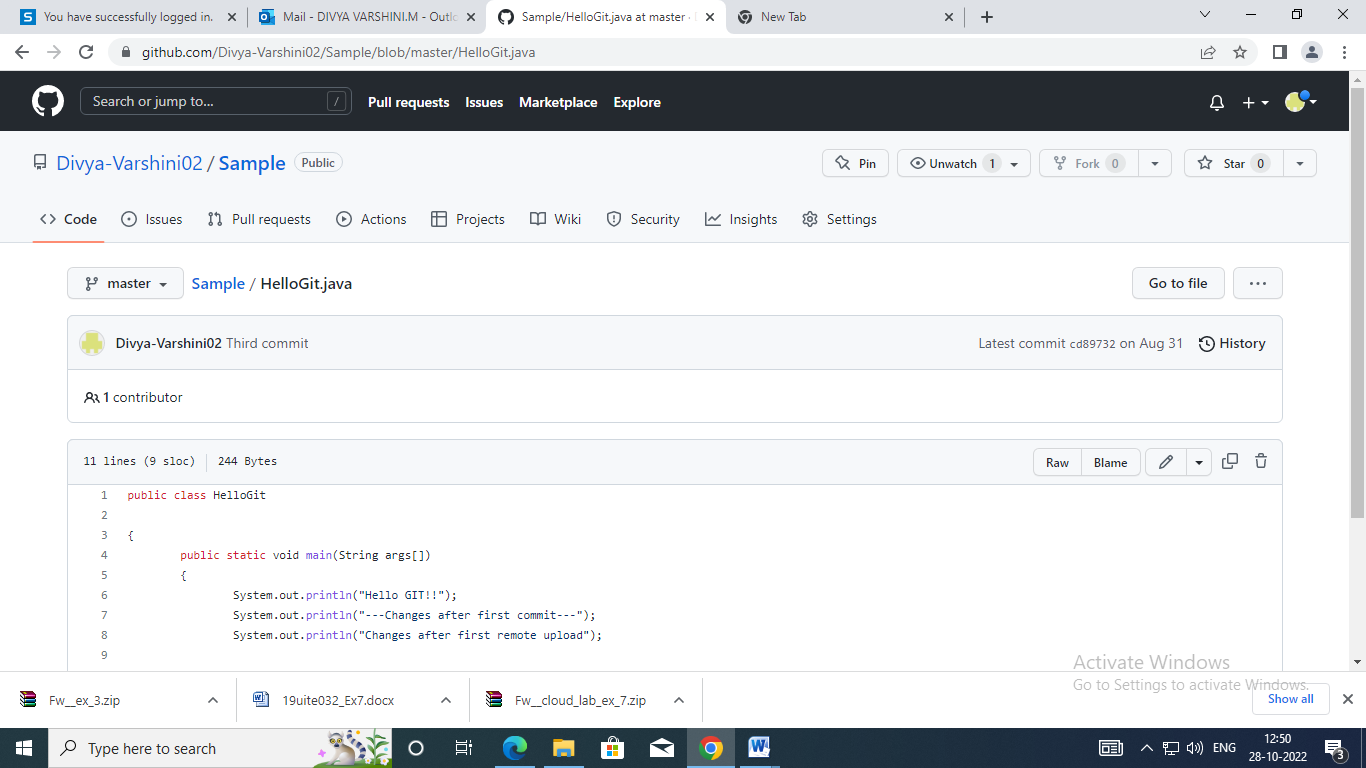 You have successfully logged in.
Mail - DIVYA VARSHINI.M - Outlo
Sample/HelloGit.java at master ·
New Tab
github.com/Divya-Varshini02/Sample/blob/master/HelloGit.java
Search or jump to... /
Pull requests Issues Marketplace Explore
Divya-Varshini02 / Sample Public
Pin Unwatch 1 Fork 0 Star 0
Code Issues Pull requests Actions Projects Wiki Security Insights Settings
master Sample / HelloGit.java Go to file ...
Divya-Varshini02 Third commit Latest commit cd89732 on Aug 31 History
1 contributor
11 lines (9 sloc) 244 Bytes Raw Blame
1 public class HelloGit
2
3 {
4 public static void main(String args[])
5 {
6 System.out.println("Hello GIT!!");
7 System.out.println("---Changes after first commit---");
8 System.out.println("Changes after first remote upload");
9
Activate Windows
Go to Settings to activate Windows.
Fw__ex_3.zip 19uite032_Ex7.docx Fw__cloud_lab_ex_7.zip Show all
Type here to search ENG 12:50
28-10-2022 3